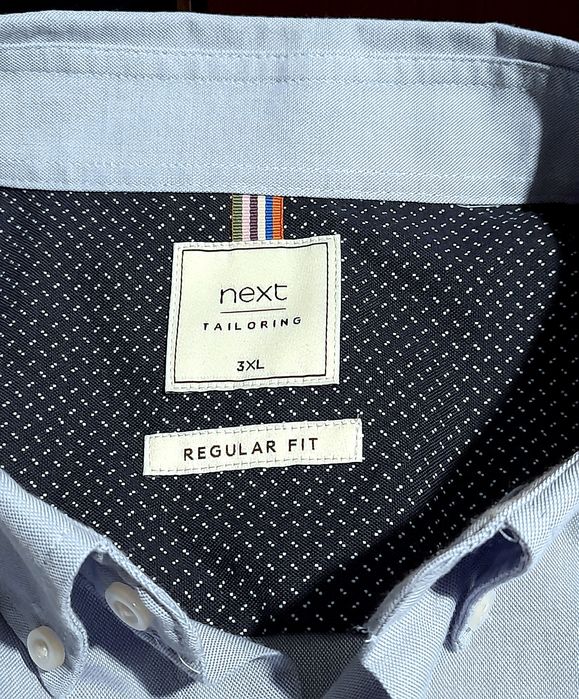 next
TAILORING
3XL
REGULAR FIT